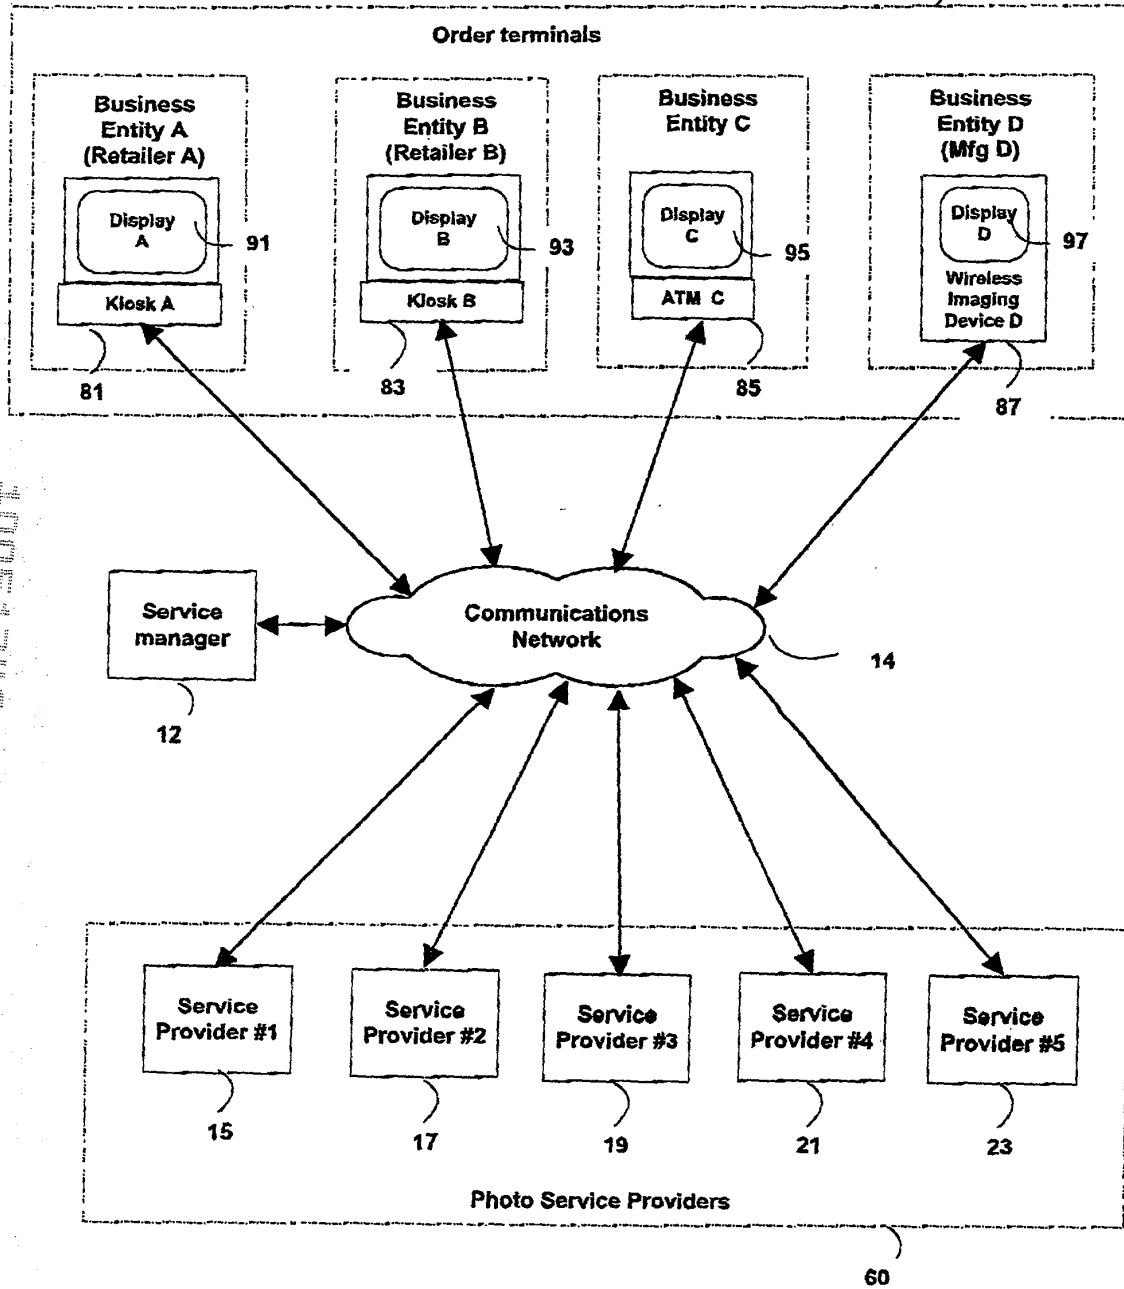 Order terminals
Business
Entity A
(Retailer A)
Business
Entity B
(Retailer B)
Business
Entity C
Business
Entity D
(Mfg D)
Display
A
91
Display
B
93
Display
C
95
Display
D
97
Wireless
Imaging
Device D
Kiosk A
Kiosk B
ATM C
81
83
85
87
Communications
Network
14
Service
manager
12
Service
Provider #1
Service
Provider #2
Service
Provider #3
Service
Provider #4
Service
Provider #5
15
17
19
21
23
Photo Service Providers
60